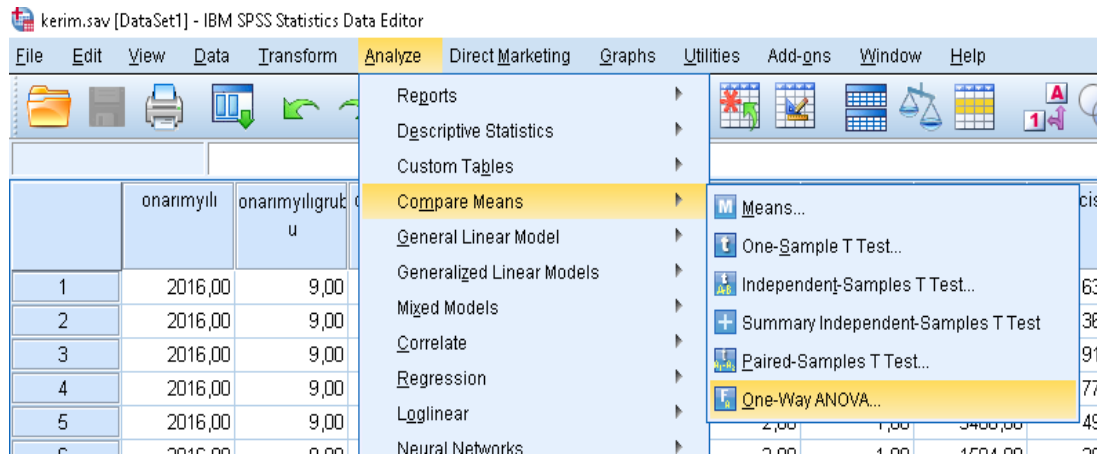 kerim.sav [DataSet1] - IBM SPSS Statistics Data Editor
File Edit View Data Transform Analyze Direct Marketing Graphs Utilities Add-ons Window Help
Reports
Descriptive Statistics
Custom Tables
Compare Means
General Linear Model
Generalized Linear Models
Mixed Models
Correlate
Regression
Loglinear
Neural Networks
Means...
One-Sample T Test...
Independent-Samples T Test...
Summary Independent-Samples T Test
Paired-Samples T Test...
One-Way ANOVA...
onarımyılı onarımyılıgrub
u
1 2016,00 9,00
2 2016,00 9,00
3 2016,00 9,00
4 2016,00 9,00
5 2016,00 9,00